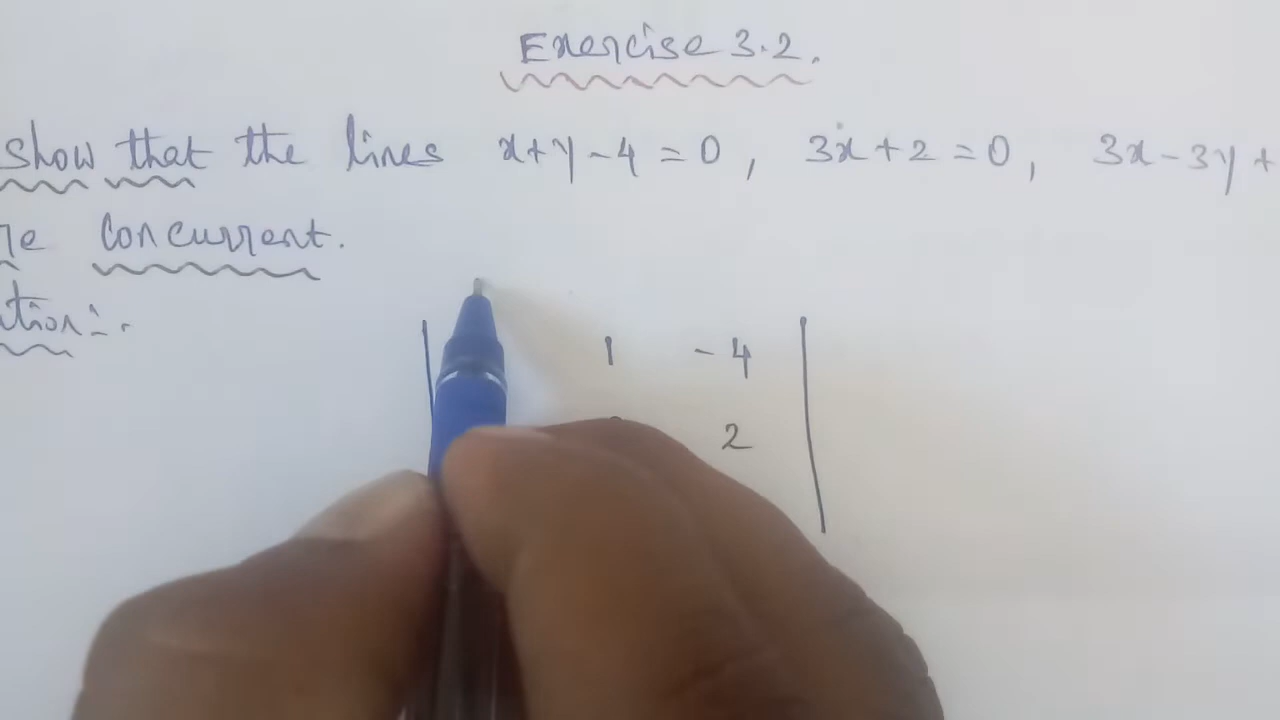 Exercise 3.2.
show that the lines x+y-4=0, 3x+2=0, 3x-3y+
re concurrent.
tion:-
1 -4
2